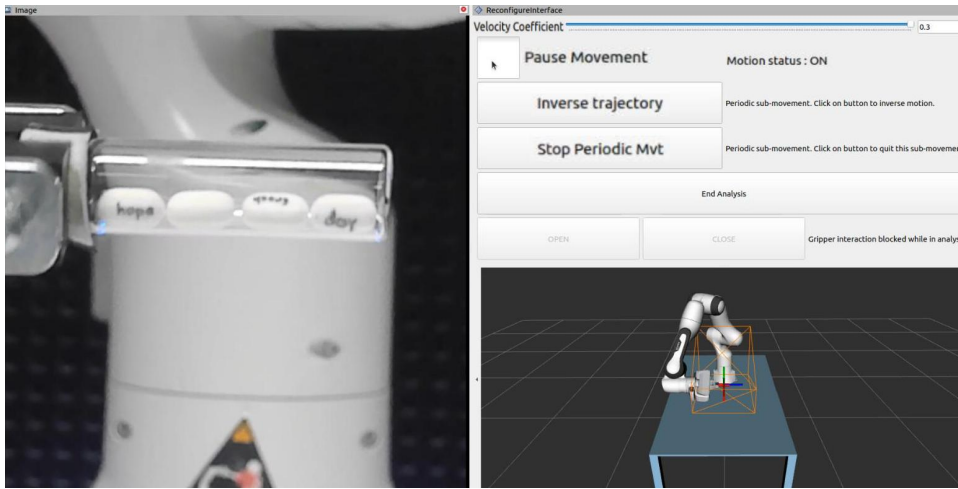 Image
ReconfigureInterface
Velocity Coefficient
0.3
Pause Movement
Motion status : ON
Inverse trajectory
Periodic sub-movement. Click on button to inverse motion.
Stop Periodic Mvt
Periodic sub-movement. Click on button to quit this sub-movemen
End Analysis
OPEN
CLOSE
Gripper interaction blocked while in analys
hope
day